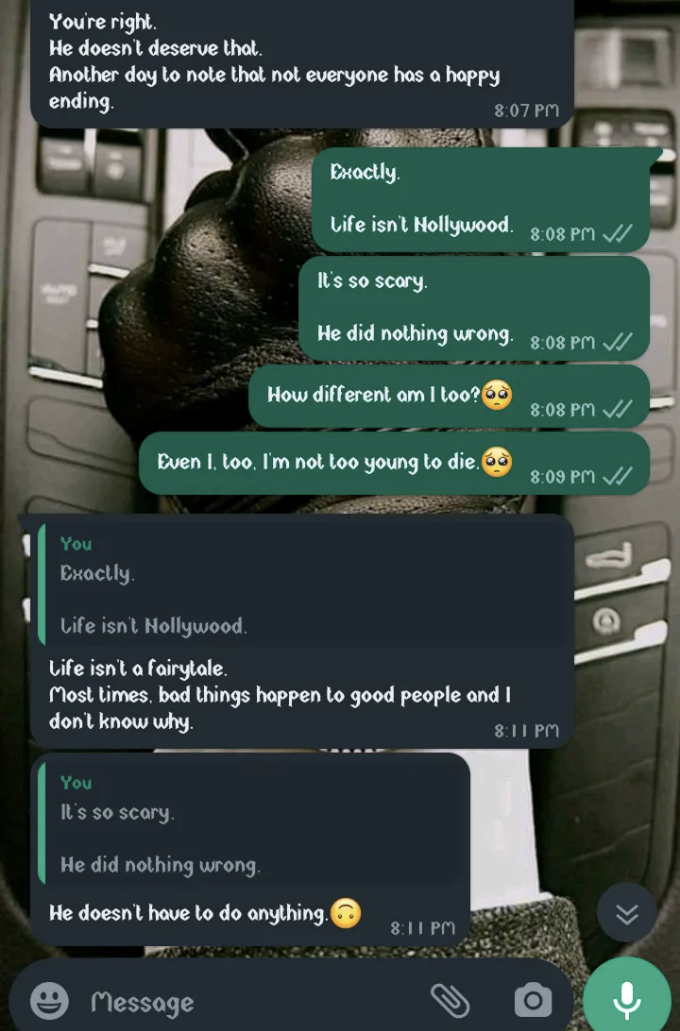 You're right.
He doesn't deserve that.
Another day to note that not everyone has a happy
ending.
8:07 PM
Exactly.
Life isn't Nollywood.
8:08 PM
It's so scary.
He did nothing wrong.
8:08 PM
How different am I too?🥺
8:08 PM
Even I, too, I'm not too young to die.🥺
8:09 PM
You
Exactly.
Life isn't Nollywood.
Life isn't a fairytale.
Most times, bad things happen to good people and I
don't know why.
8:11 PM
You
It's so scary.
He did nothing wrong.
He doesn't have to do anything.🙃
8:11 PM
Message